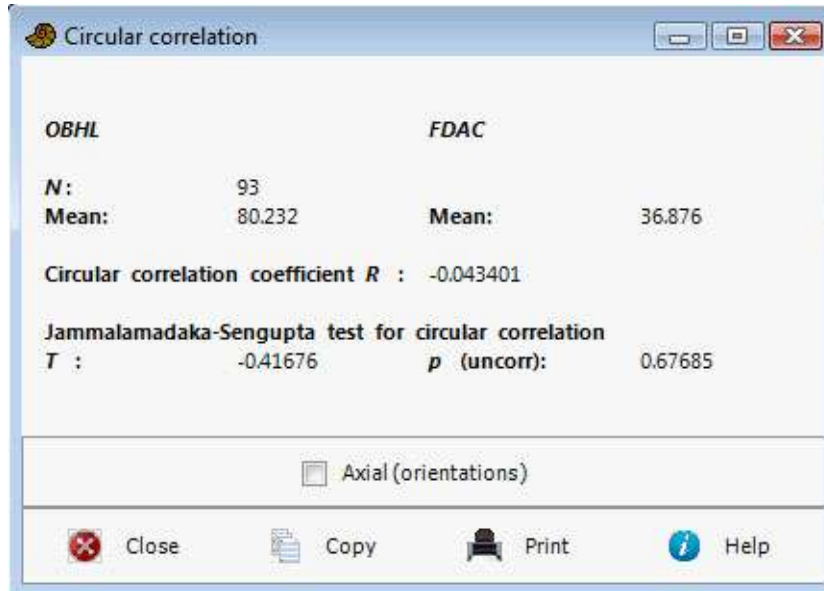 Circular correlation
OBHL FDAC
N: 93
Mean: 80.232 Mean: 36.876
Circular correlation coefficient R : -0.043401
Jammalamadaka-Sengupta test for circular correlation
T : -0.41676 p (uncorr): 0.67685
Axial (orientations)
Close Copy Print Help